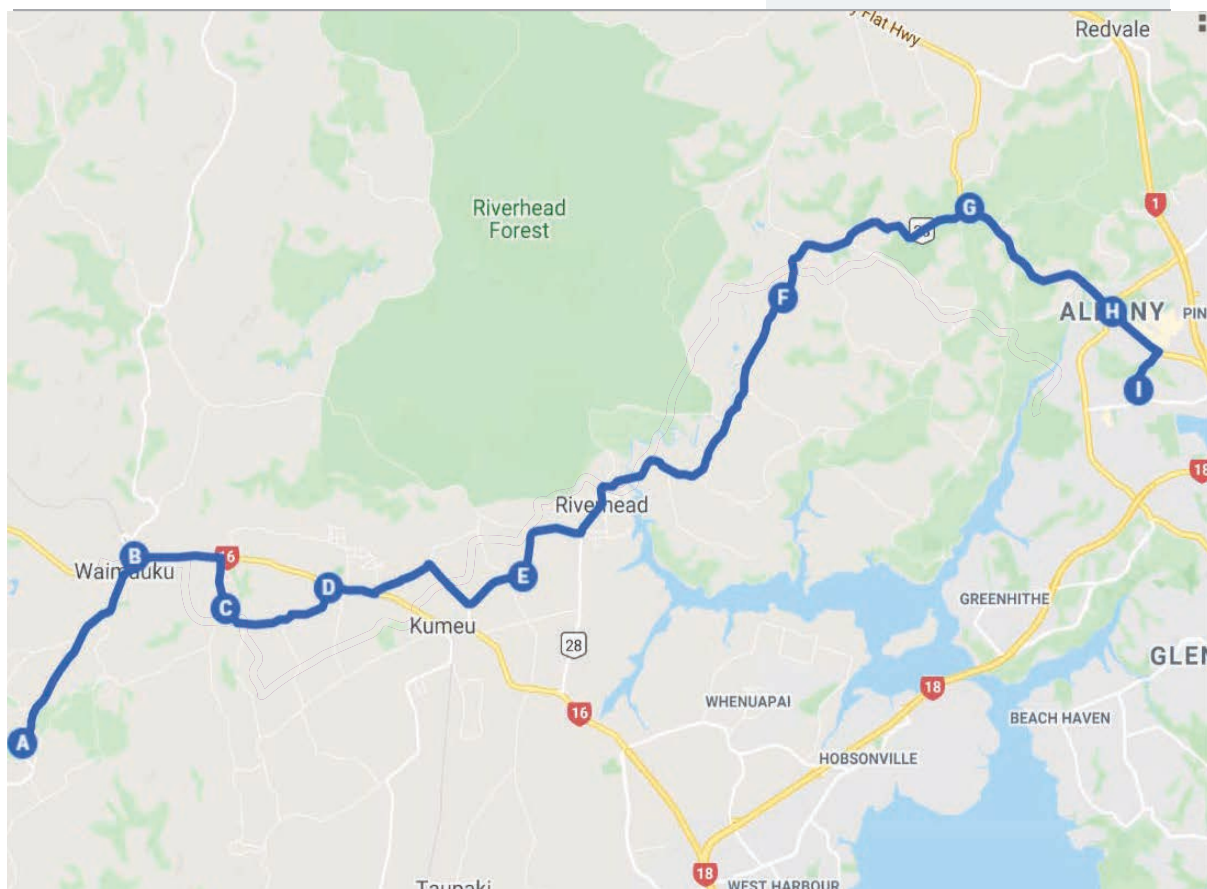 Flat Hwy
Redvale
Riverhead
Forest
1
G
F
H
I
Riverhead
B
16
Waimauku
C
D
E
Kumeu
GREENHITHE
28
GLEN
18
18
16
WHENUAPAI
BEACH HAVEN
A
HOBSONVILLE
18
WEST HARBOUR
Taupaki
PIN